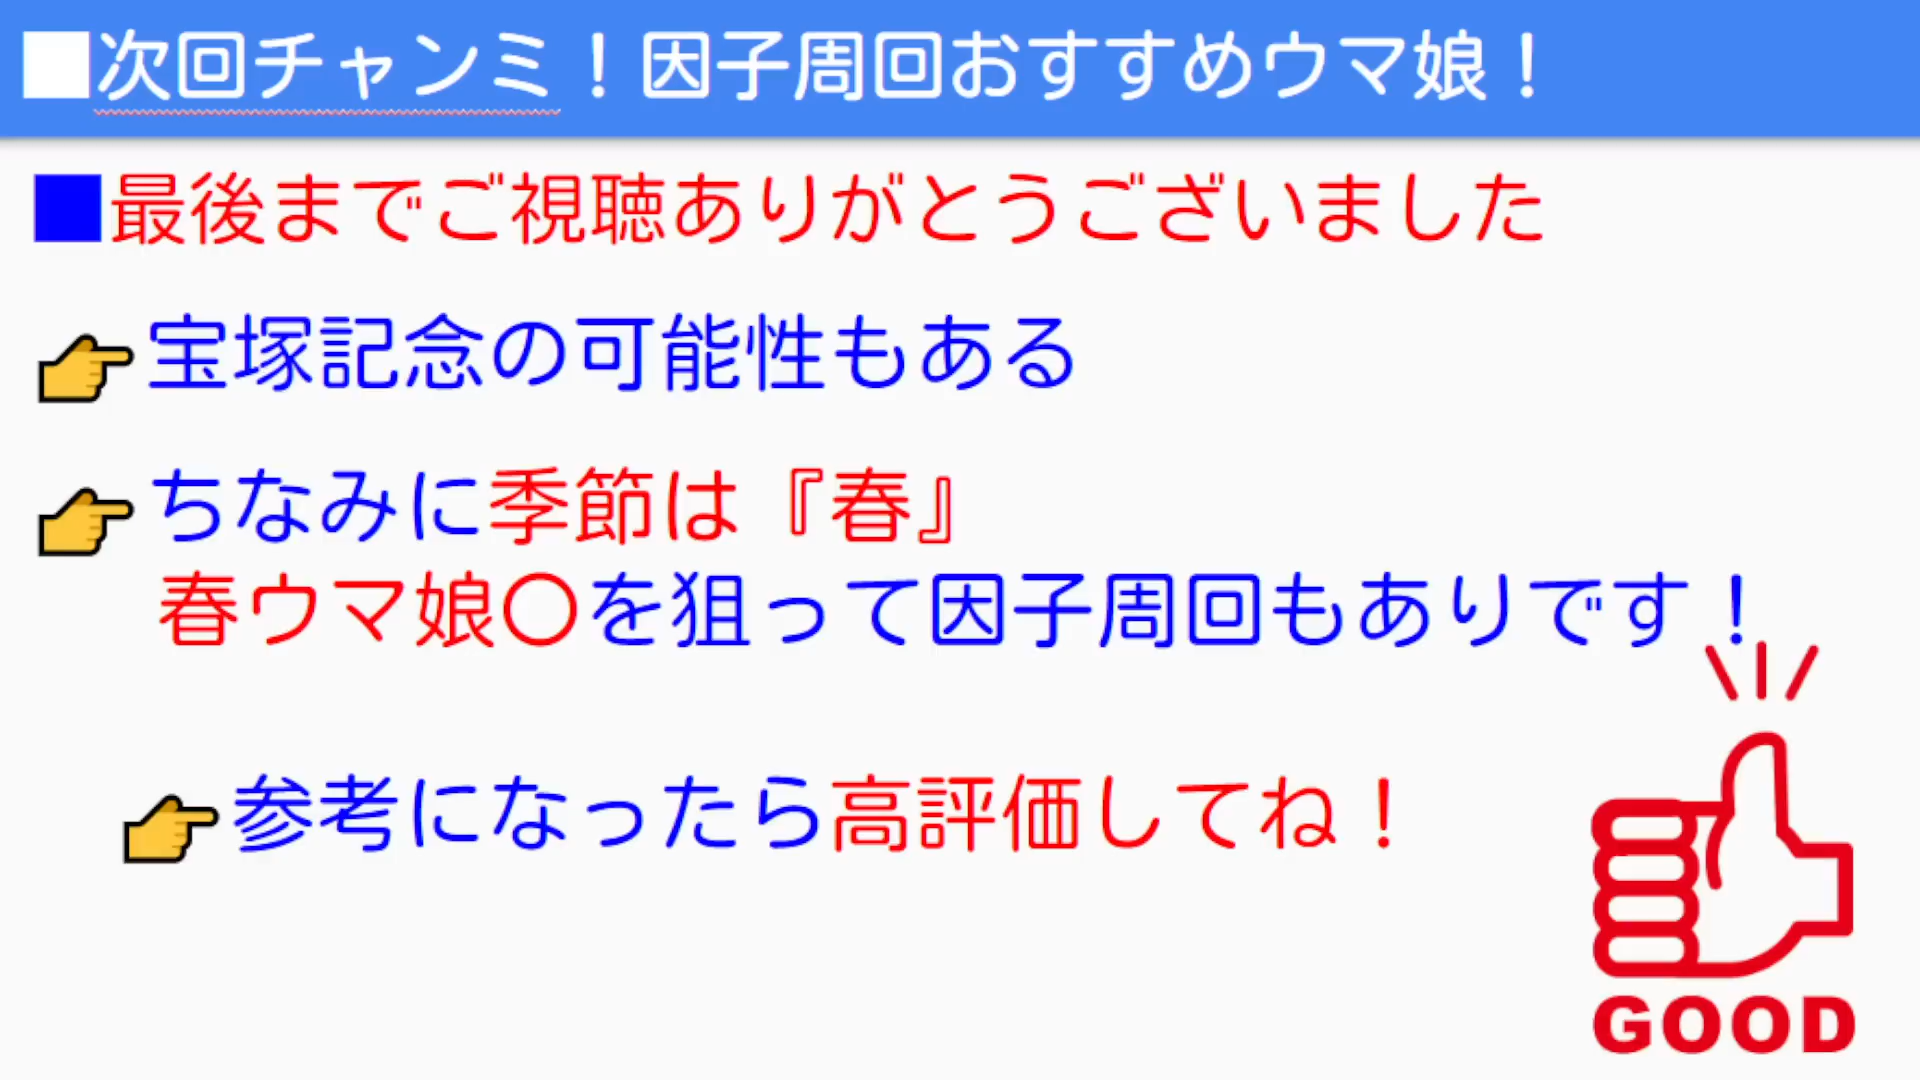 ■次回チャンミ！因子周回おすすめウマ娘！
■最後までご視聴ありがとうございました
👉宝塚記念の可能性もある
👉ちなみに季節は『春』
春ウマ娘〇を狙って因子周回もありです！
👉参考になったら高評価してね！
GOOD